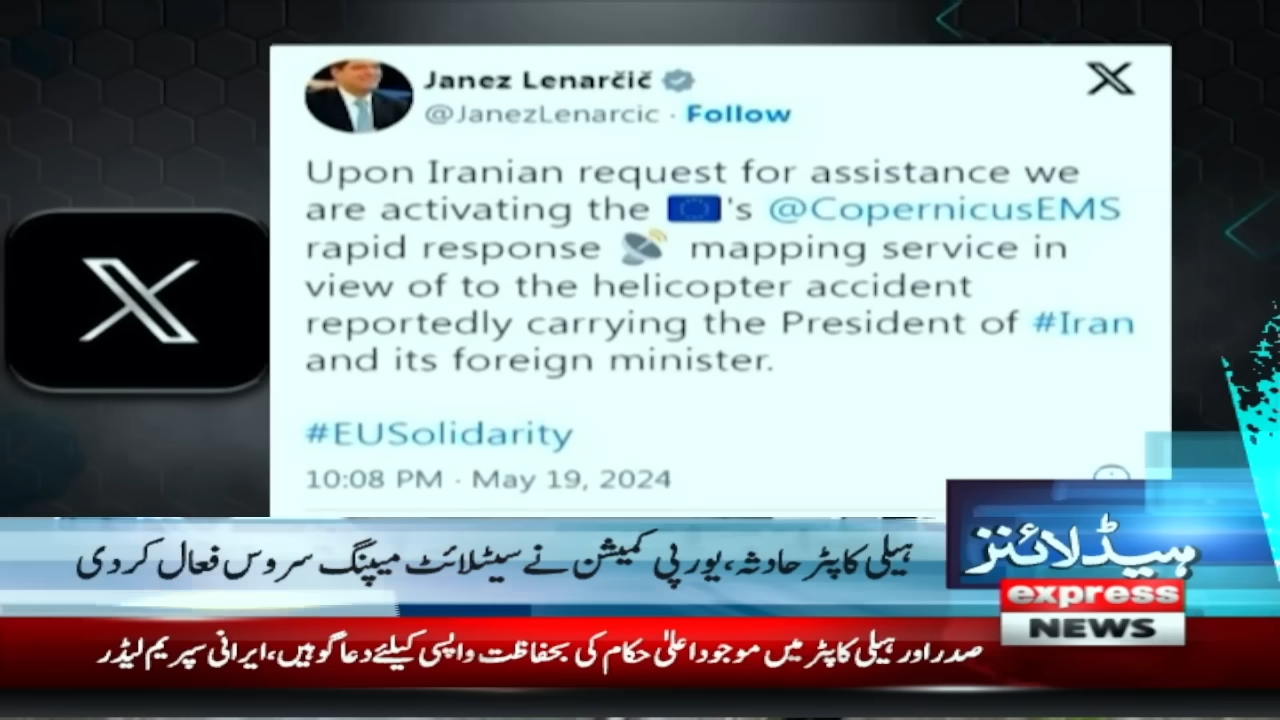 Janez Lenarčič
@JanezLenarcic · Follow
Upon Iranian request for assistance we
are activating the 🇪🇺's @CopernicusEMS
rapid response 📡 mapping service in
view of to the helicopter accident
reportedly carrying the President of #Iran
and its foreign minister.
#EUSolidarity
10:08 PM · May 19, 2024
ہیڈلائنز
ہیلی کاپٹر حادثہ، یورپی کمیشن نے سیٹلائٹ میپنگ سروس فعال کردی
express
NEWS
صدر اور ہیلی کاپٹر میں موجود اعلیٰ حکام کی بحفاظت واپسی کیلئے دعا گو ہیں، ایرانی سپریم لیڈر